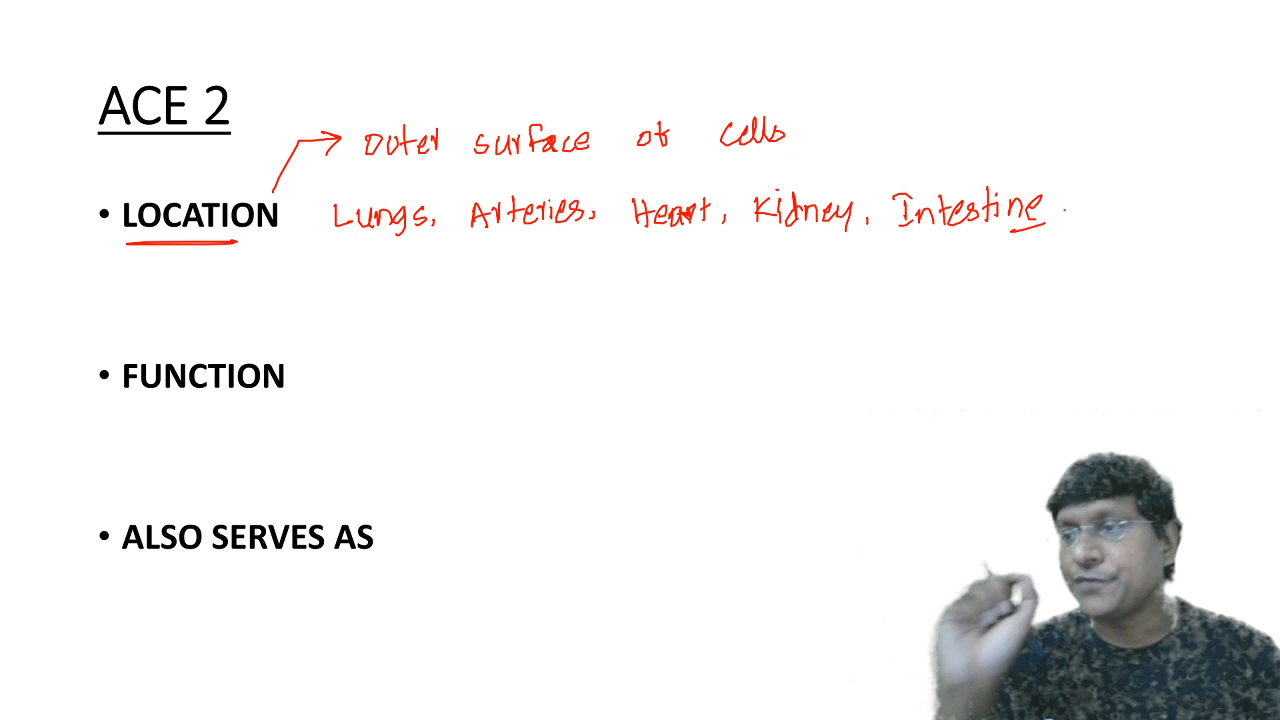 ACE 2
outer surface of cells
• LOCATION Lungs, Arteries, Heart, Kidney, Intestine.
• FUNCTION
• ALSO SERVES AS